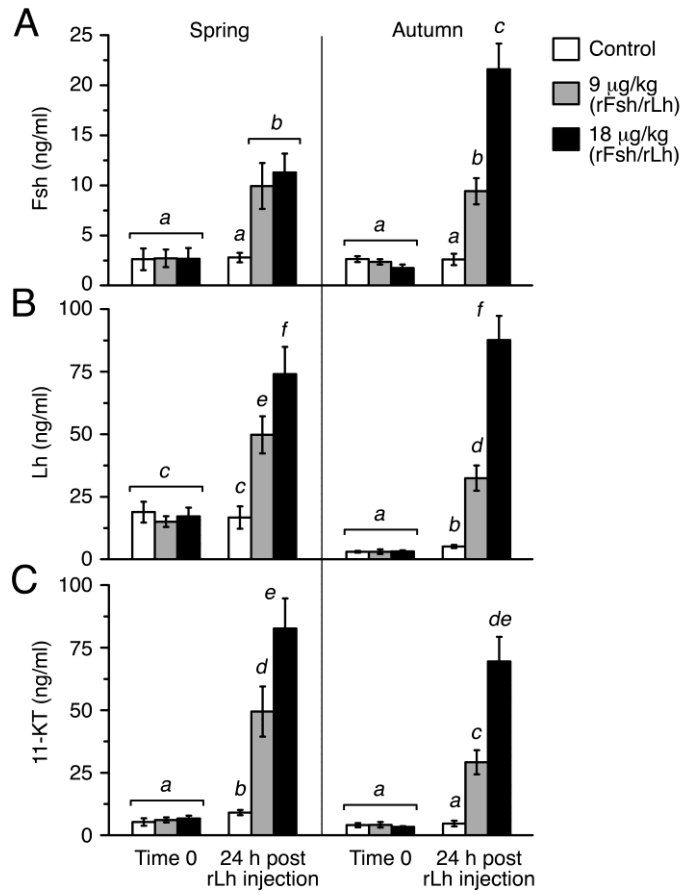 A
Spring
Autumn
Control
9 μg/kg
(rFsh/rLh)
18 μg/kg
(rFsh/rLh)
Fsh (ng/ml)
25
20
15
10
5
0
a
a
b
a
a
b
c
B
Lh (ng/ml)
100
75
50
25
0
c
c
e
f
a
b
d
f
C
11-KT (ng/ml)
100
75
50
25
0
a
b
d
e
a
a
c
de
Time 0
24 h post
rLh injection
Time 0
24 h post
rLh injection